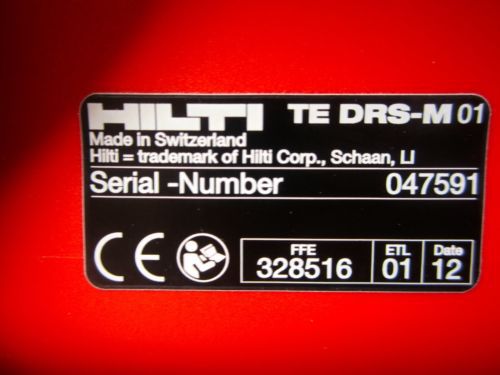 HILTI TE DRS-M 01
Made in Switzerland
Hilti = trademark of Hilti Corp., Schaan, LI
Serial -Number 047591
CE FFE ETL Date
328516 01 12